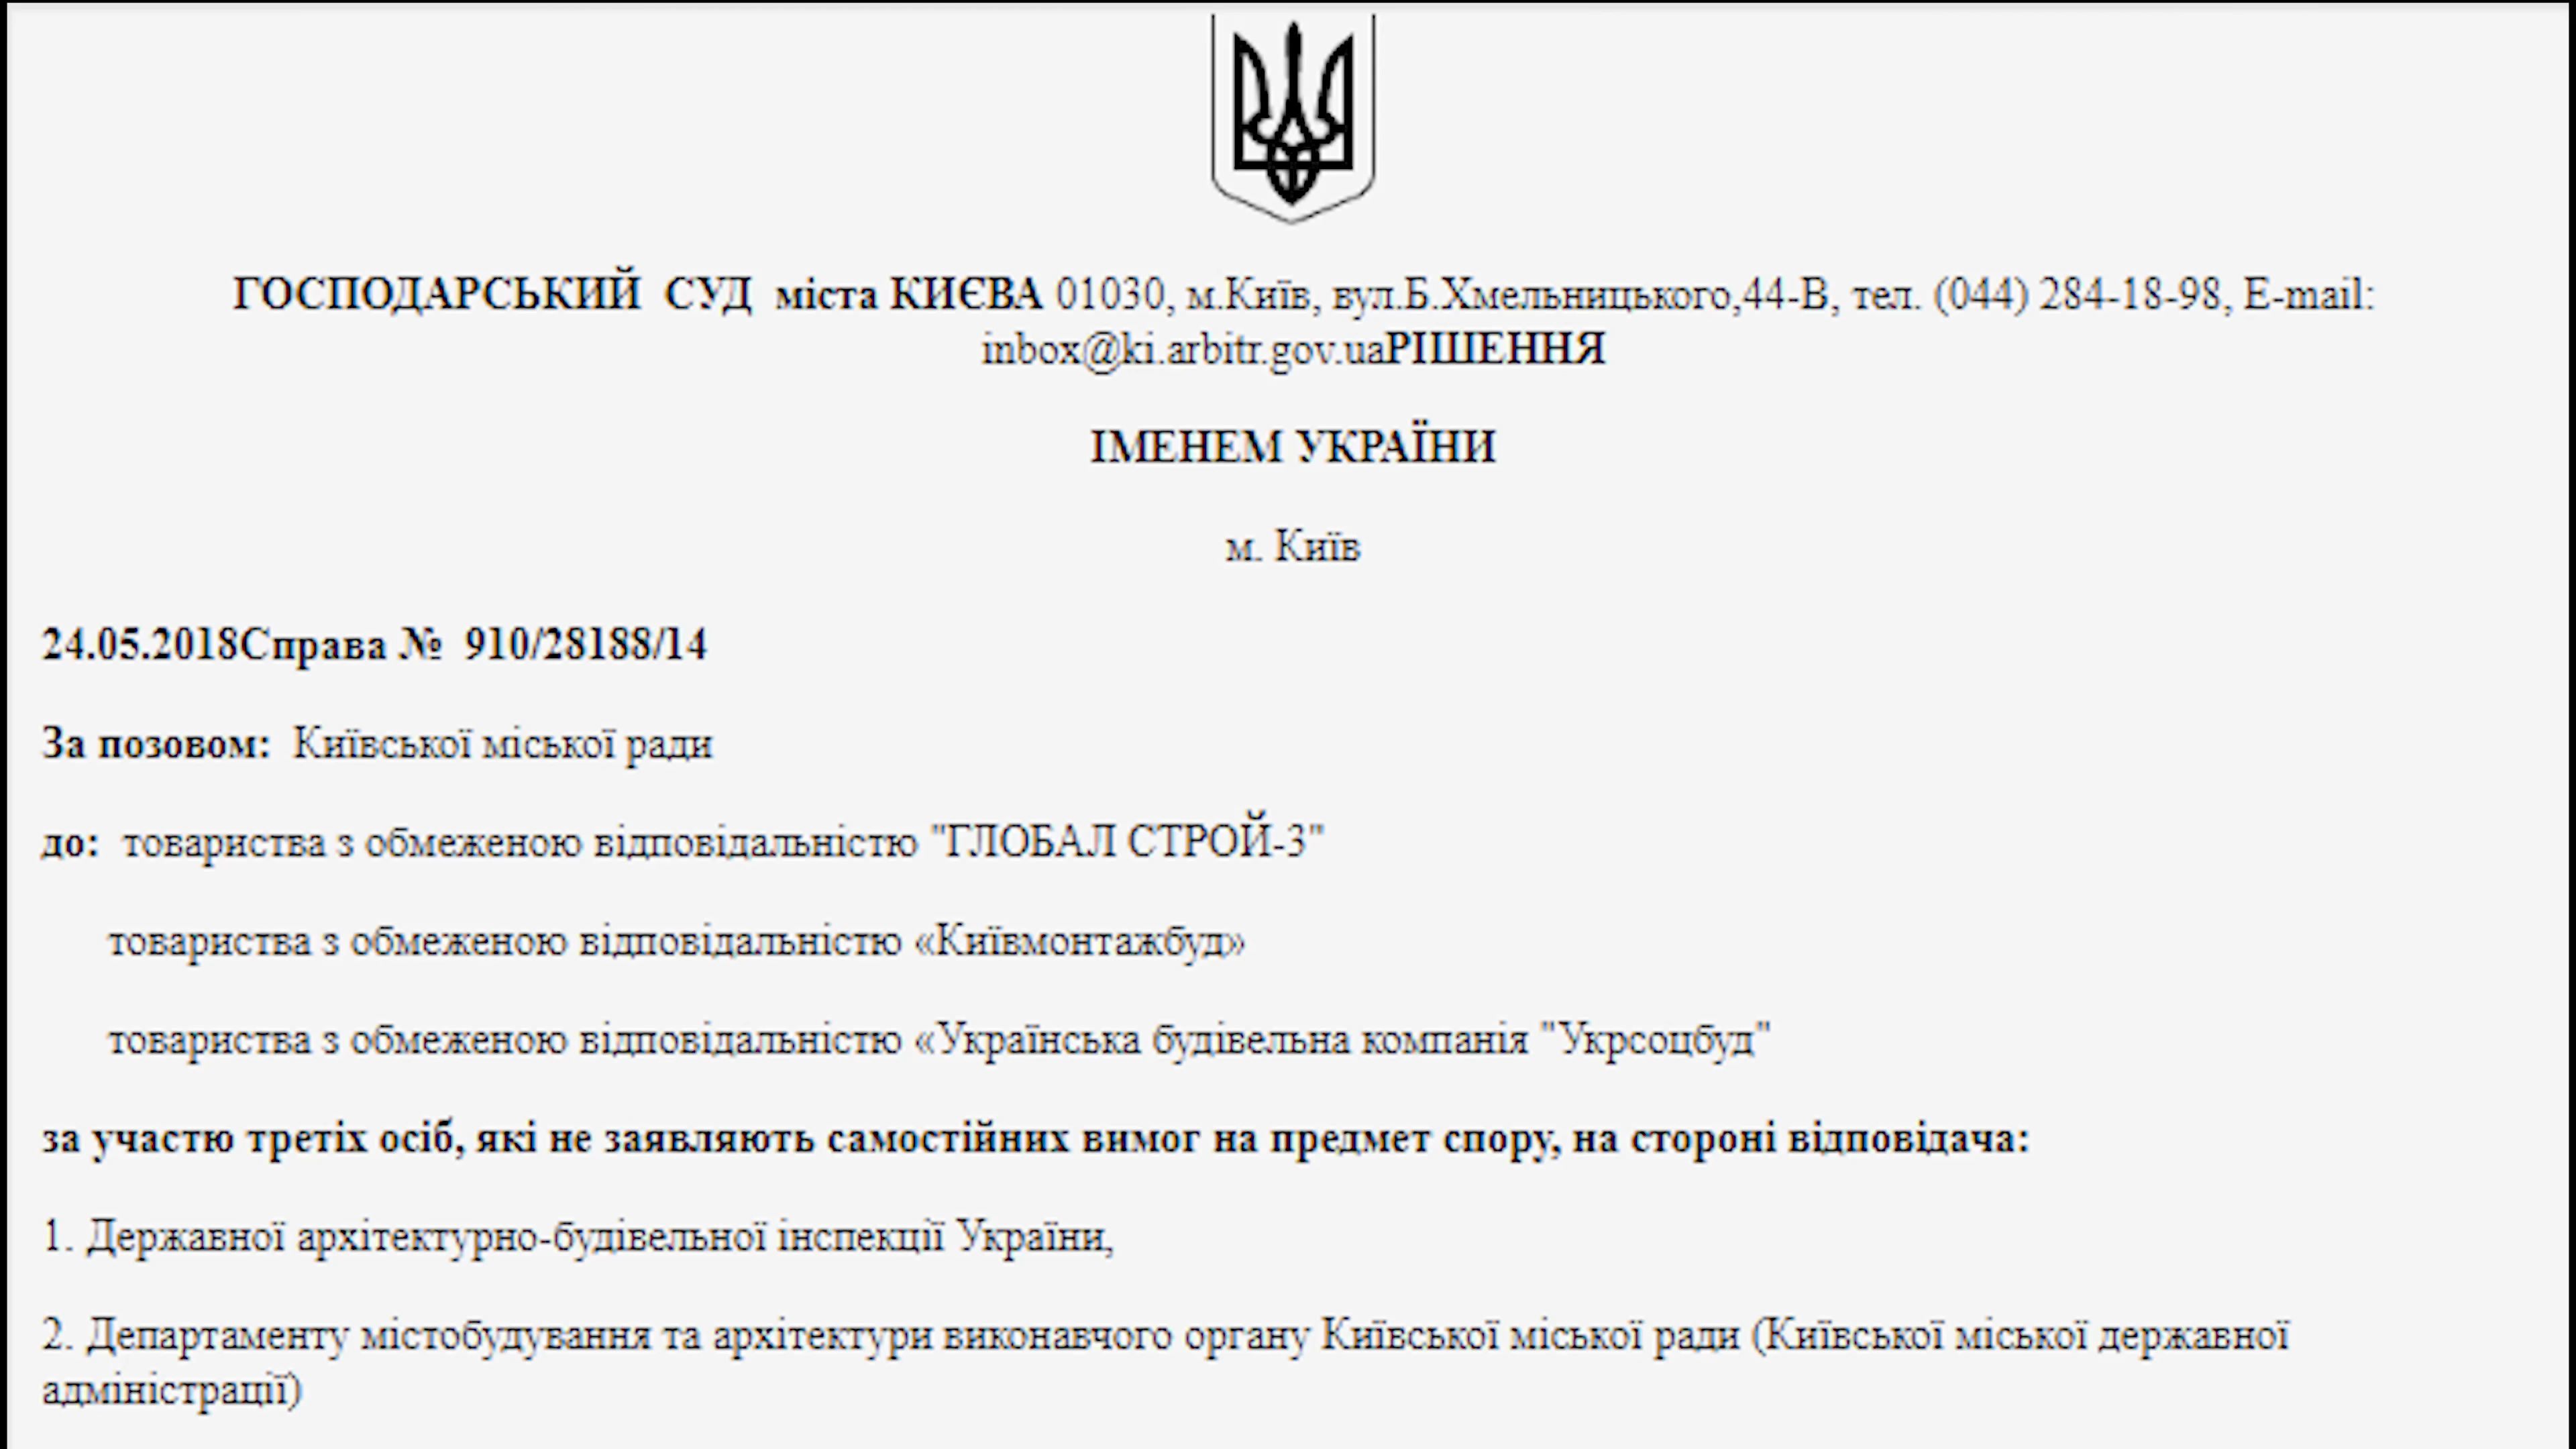 ГОСПОДАРСЬКИЙ СУД міста КИЄВА 01030, м.Київ, вул.Б.Хмельницького,44-В, тел. (044) 284-18-98, E-mail:
inbox@ki.arbitr.gov.uaРІШЕННЯ
ІМЕНЕМ УКРАЇНИ
м. Київ
24.05.2018Справа № 910/28188/14
За позовом: Київської міської ради
до: товариства з обмеженою відповідальністю "ГЛОБАЛ СТРОЙ-3"
товариства з обмеженою відповідальністю «Київмонтажбуд»
товариства з обмеженою відповідальністю «Українська будівельна компанія "Укрсоцбуд"
за участю третіх осіб, які не заявляють самостійних вимог на предмет спору, на стороні відповідача:
1. Державної архітектурно-будівельної інспекції України,
2. Департаменту містобудування та архітектури виконавчого органу Київської міської ради (Київської міської державної
адміністрації)